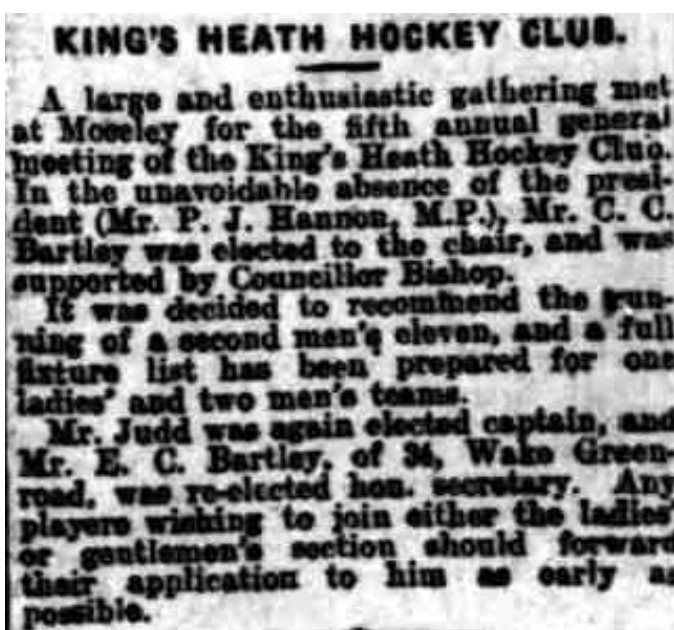 KING'S HEATH HOCKEY CLUB.
A large and enthusiastic gathering met
at Moseley for the fifth annual general
meeting of the King's Heath Hockey Club.
In the unavoidable absence of the presi-
dent (Mr. P. J. Hannon, M.P.), Mr. C. C.
Bartley was elected to the chair, and was
supported by Councillor Bishop.
It was decided to recommend the run-
ning of a second men's eleven, and a full
fixture list has been prepared for one
ladies' and two men's teams.
Mr. Judd was again elected captain, and
Mr. E. C. Bartley, of 34, Wake Green-
road, was re-elected hon. secretary. Any
players wishing to join either the ladies'
or gentlemen's section should forward
their application to him as early as
possible.